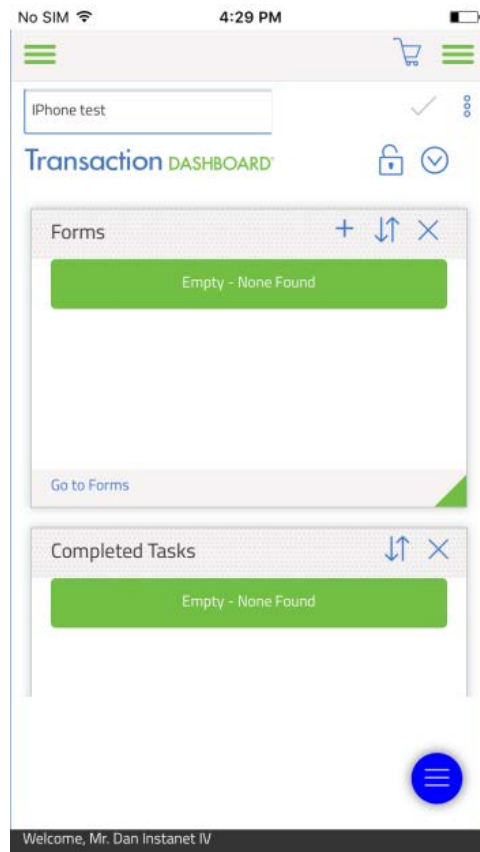 No SIM 4:29 PM
IPhone test
Transaction DASHBOARD
Forms
Empty - None Found
Go to Forms
Completed Tasks
Empty - None Found
Welcome, Mr. Dan Instanet IV